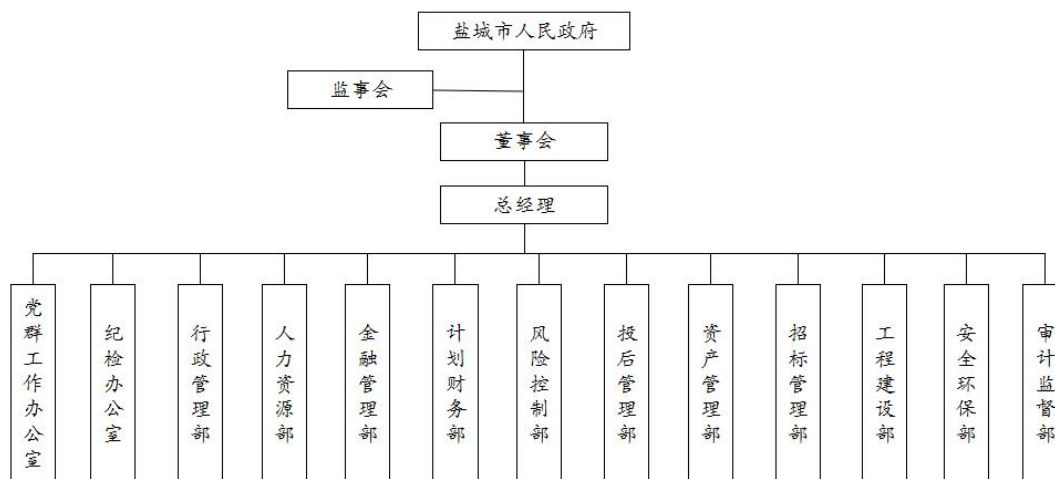 盐城市人民政府
监事会
董事会
总经理
党群工作办公室
纪检办公室
行政管理部
人力资源部
金融管理部
计划财务部
风险控制部
投后管理部
资产管理部
招标管理部
工程建设部
安全环保部
审计监督部